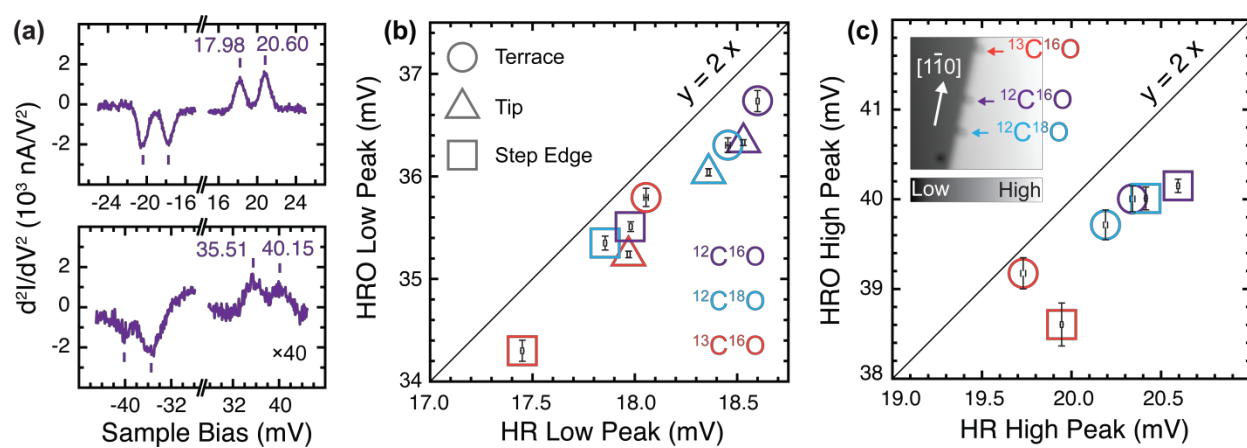 (a)
17.98 20.60
2
0
-2
-24 -20 -16 16 20 24
35.51 40.15
2
0
-2
×40
-40 -32 32 40
Sample Bias (mV)
d²I/dV² (10³ nA/V²)
(b)
Terrace
Tip
Step Edge
y = 2 x
¹²C¹⁶O
¹²C¹⁸O
¹³C¹⁶O
37
36
35
34
17.0 17.5 18.0 18.5
HR Low Peak (mV)
HRO Low Peak (mV)
(c)
[11̄0]
¹³C¹⁶O
¹²C¹⁶O
¹²C¹⁸O
Low High
y = 2 x
41
40
39
38
19.0 19.5 20.0 20.5
HR High Peak (mV)
HRO High Peak (mV)